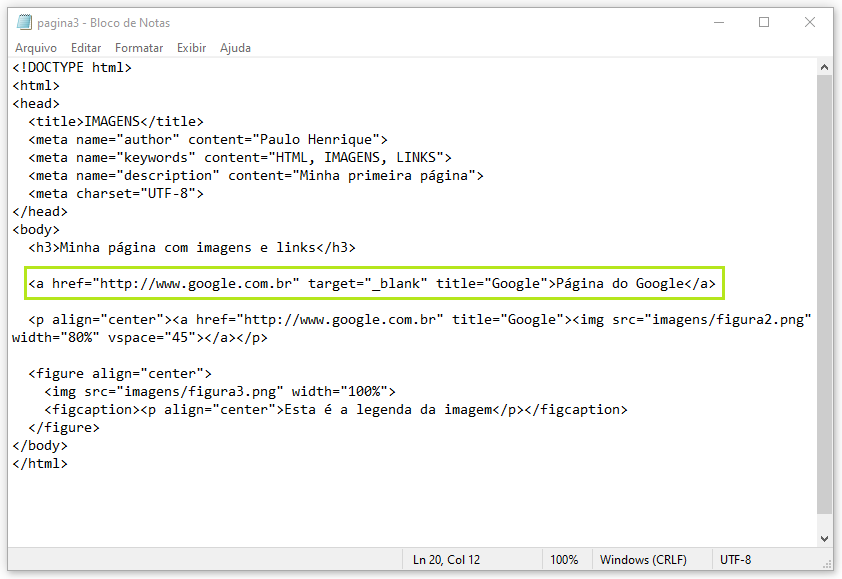 pagina3 - Bloco de Notas
Arquivo Editar Formatar Exibir Ajuda
<!DOCTYPE html>
<html>
<head>
  <title>IMAGENS</title>
  <meta name="author" content="Paulo Henrique">
  <meta name="keywords" content="HTML, IMAGENS, LINKS">
  <meta name="description" content="Minha primeira página">
  <meta charset="UTF-8">
</head>
<body>
  <h3>Minha página com imagens e links</h3>
  <a href="http://www.google.com.br" target="_blank" title="Google">Página do Google</a>
  <p align="center"><a href="http://www.google.com.br" title="Google"><img src="imagens/figura2.png"
width="80%" vspace="45"></a></p>
  <figure align="center">
    <img src="imagens/figura3.png" width="100%">
    <figcaption><p align="center">Esta é a legenda da imagem</p></figcaption>
  </figure>
</body>
</html>
Ln 20, Col 12 100% Windows (CRLF) UTF-8